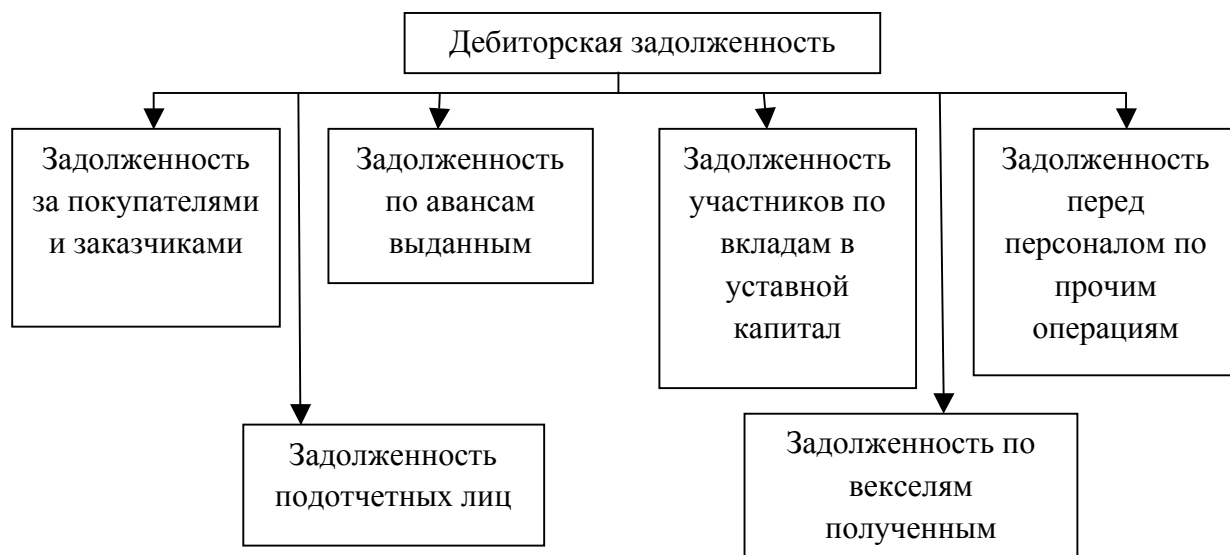 Дебиторская задолженность
Задолженность
за покупателями
и заказчиками
Задолженность
по авансам
выданным
Задолженность
участников по
вкладам в
уставной
капитал
Задолженность
перед
персоналом по
прочим
операциям
Задолженность
подотчетных лиц
Задолженность по
векселям
полученным